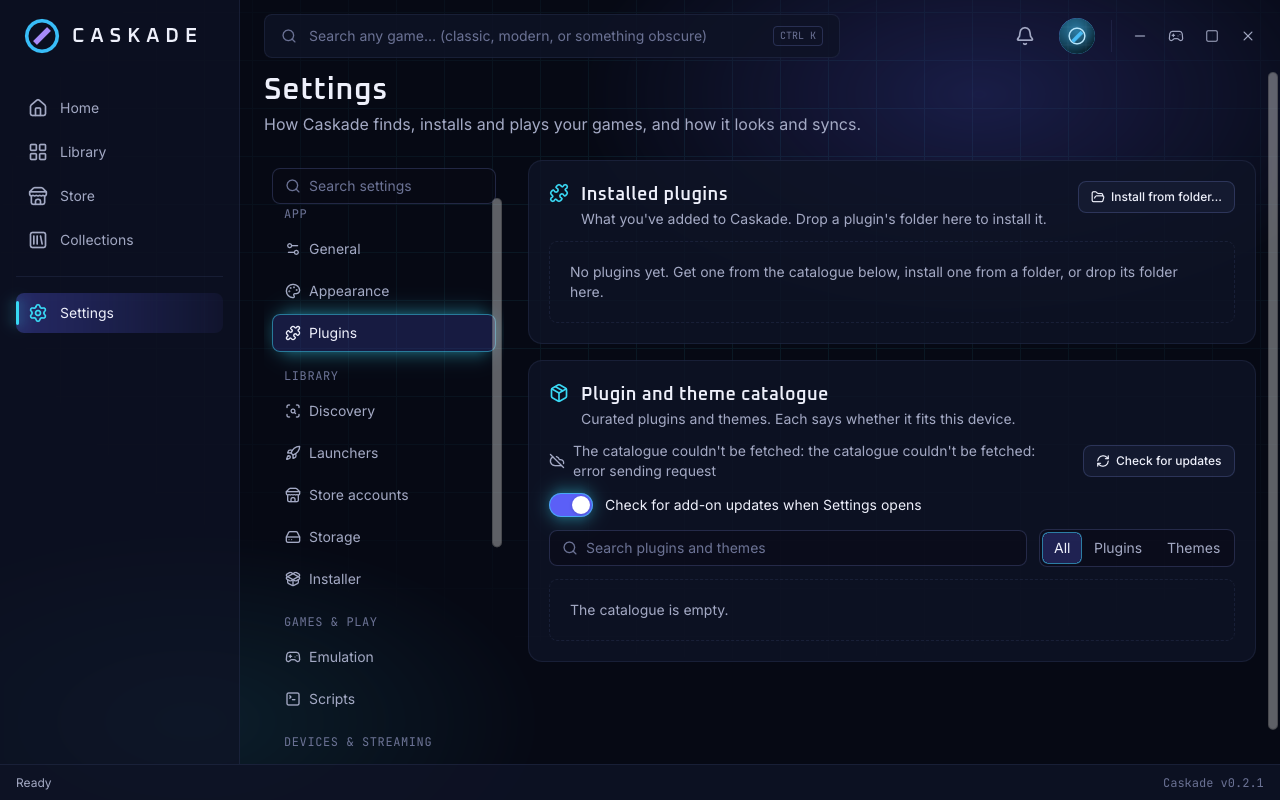 CASKADE
Search any game... (classic, modern, or something obscure)
CTRL K
Home
Library
Store
Collections
Settings
Settings
How Caskade finds, installs and plays your games, and how it looks and syncs.
Search settings
APP
General
Appearance
Plugins
LIBRARY
Discovery
Launchers
Store accounts
Storage
Installer
GAMES & PLAY
Emulation
Scripts
DEVICES & STREAMING
Installed plugins
What you've added to Caskade. Drop a plugin's folder here to install it.
Install from folder...
No plugins yet. Get one from the catalogue below, install one from a folder, or drop its folder
here.
Plugin and theme catalogue
Curated plugins and themes. Each says whether it fits this device.
The catalogue couldn't be fetched: the catalogue couldn't be fetched:
error sending request
Check for updates
Check for add-on updates when Settings opens
Search plugins and themes
All
Plugins
Themes
The catalogue is empty.
Ready
Caskade v0.2.1